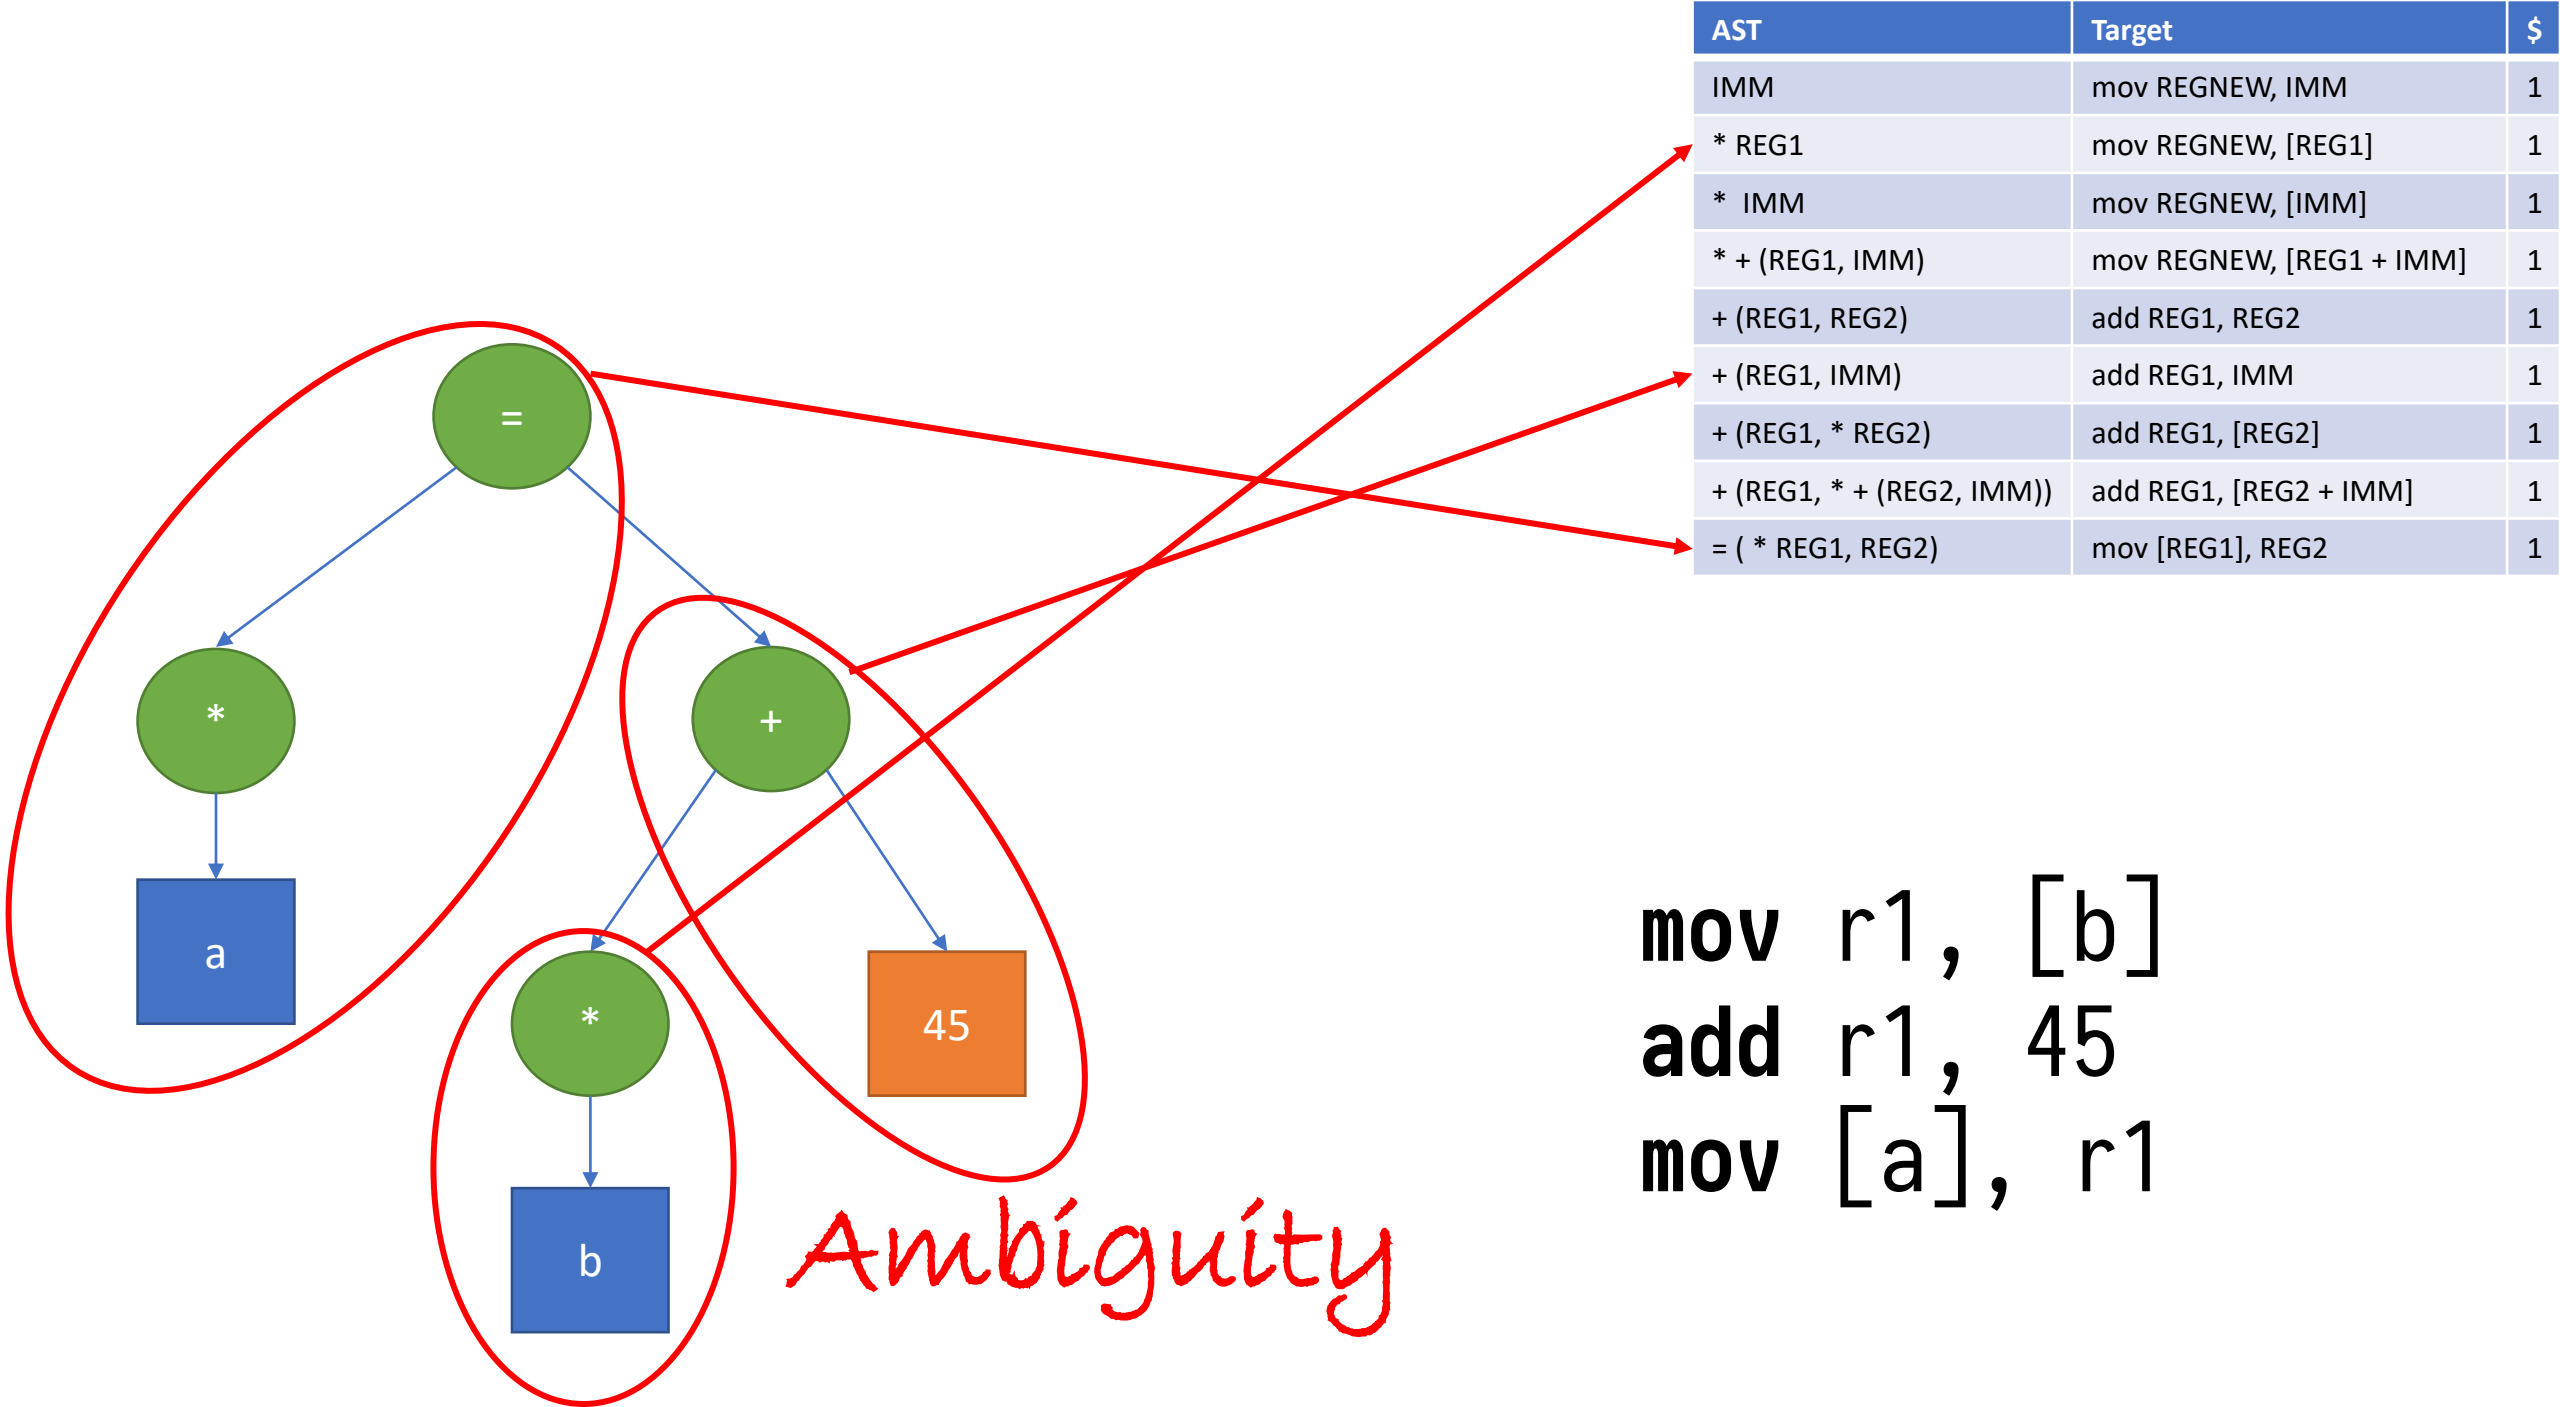 AST Target $
IMM mov REGNEW, IMM 1
* REG1 mov REGNEW, [REG1] 1
* IMM mov REGNEW, [IMM] 1
* + (REG1, IMM) mov REGNEW, [REG1 + IMM] 1
+ (REG1, REG2) add REG1, REG2 1
+ (REG1, IMM) add REG1, IMM 1
+ (REG1, * REG2) add REG1, [REG2] 1
+ (REG1, * + (REG2, IMM)) add REG1, [REG2 + IMM] 1
= ( * REG1, REG2) mov [REG1], REG2 1
=
* +
a
* 45
b
Ambiguity
mov r1, [b]
add r1, 45
mov [a], r1